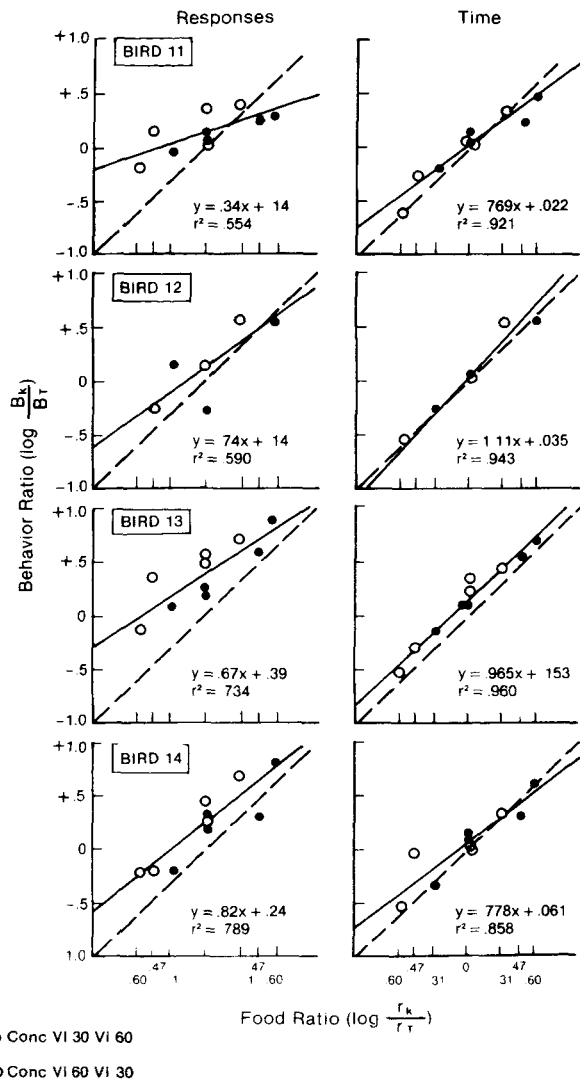 Responses Time
+1.0
BIRD 11
+.5
0
-.5
-1.0
y = .34x + 14
r² = .554
y = 769x + .022
r² = .921
+1.0
BIRD 12
+.5
0
-.5
-1.0
y = .74x + 14
r² = 590
y = 1 11x + .035
r² = .943
+1.0
BIRD 13
+.5
0
-.5
-1.0
y = .67x + .39
r² = 734
y = .965x + 153
r² = .960
+1.0
BIRD 14
+.5
0
-.5
1.0
y = .82x + .24
r² = 789
y = 778x + .061
r² = .858
Behavior Ratio (log Bk/BT)
.60 .47 1 1 .47 .60
60 .47 31 0 31 .47 .60
Food Ratio (log rk/rT)
Conc VI 30 VI 60
Conc VI 60 VI 30